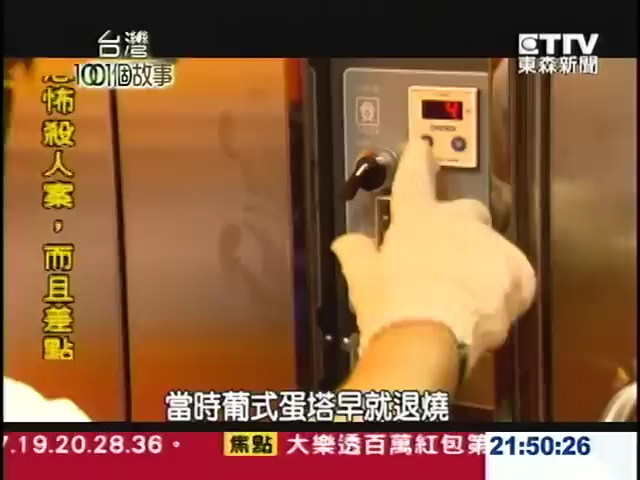 台灣
1001個故事
ETTV
東森新聞
怖殺人案，而且差點
4
當時葡式蛋塔早就退燒
7.19.20.28.36。 焦點 大樂透百萬紅包第
21:50:26